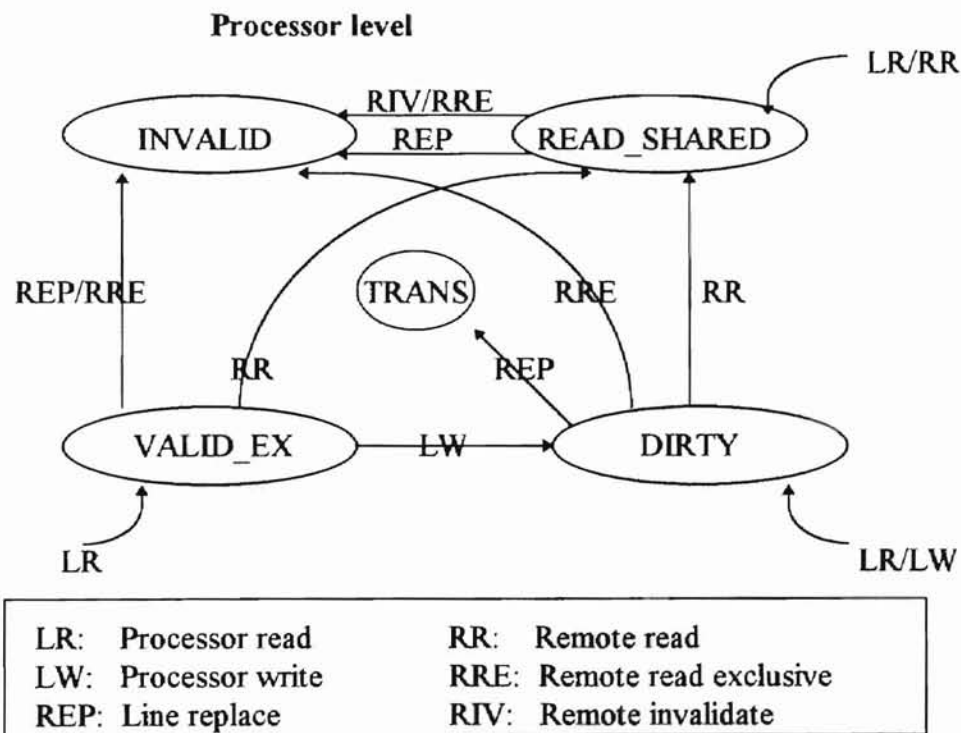 Processor level
LR/RR
RIV/RRE
INVALID
REP
READ_SHARED
TRANS
REP/RRE
RRE
RR
RR
REP
VALID_EX
LW
DIRTY
LR
LR/LW
LR: Processor read
RR: Remote read
LW: Processor write
RRE: Remote read exclusive
REP: Line replace
RIV: Remote invalidate